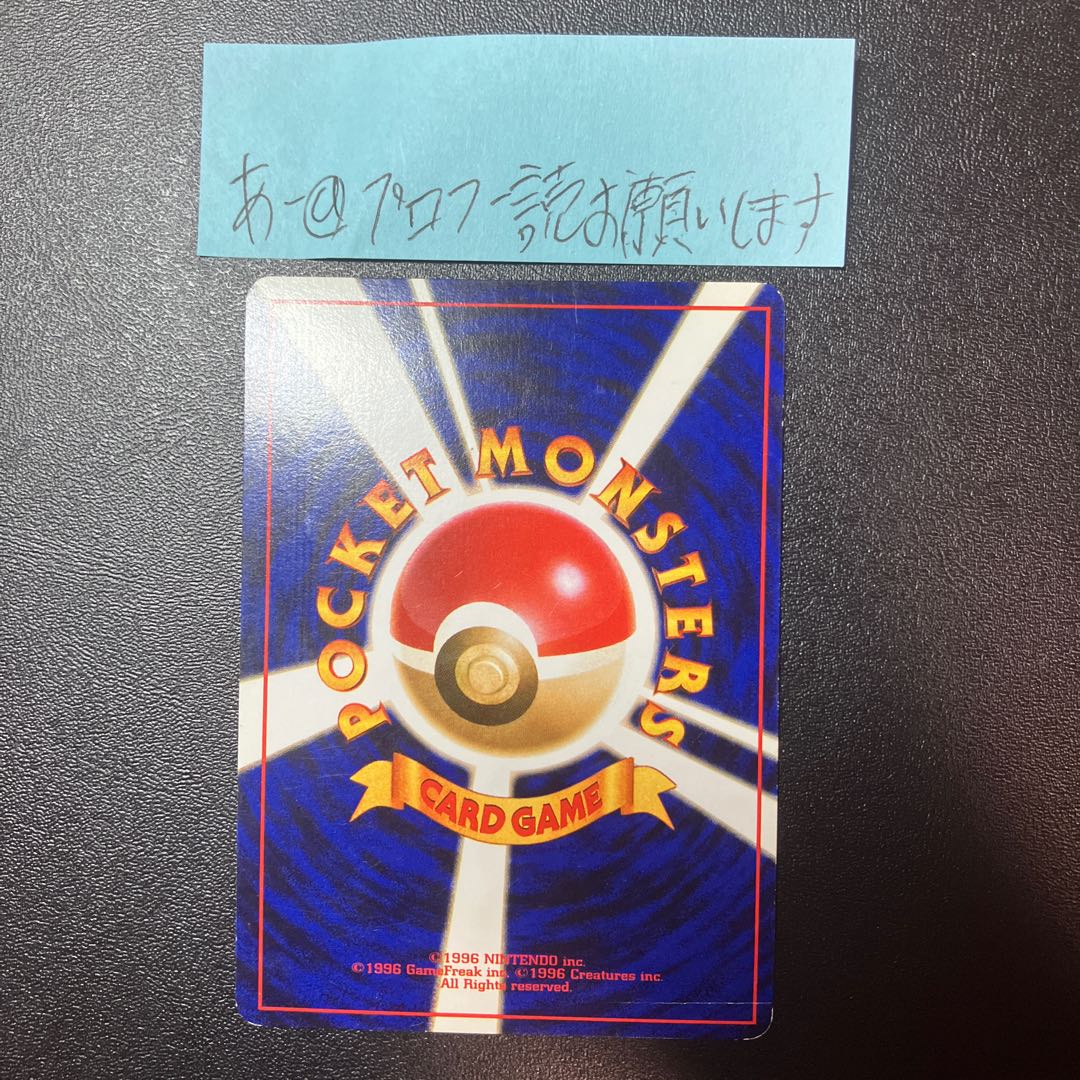 あー@プロフ読お願いします
POCKET MONSTERS
CARD GAME
©1996 NINTENDO inc.
©1996 GameFreak inc. ©1996 Creatures inc.
All Rights reserved.